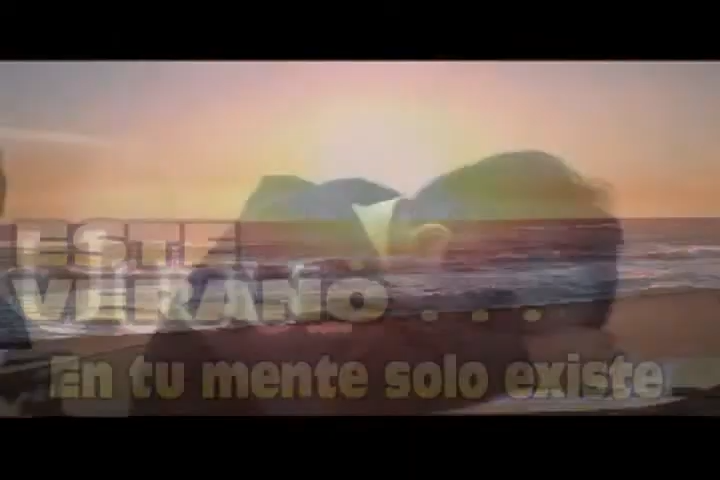 ESTE
VERANO . . .
En tu mente solo existe